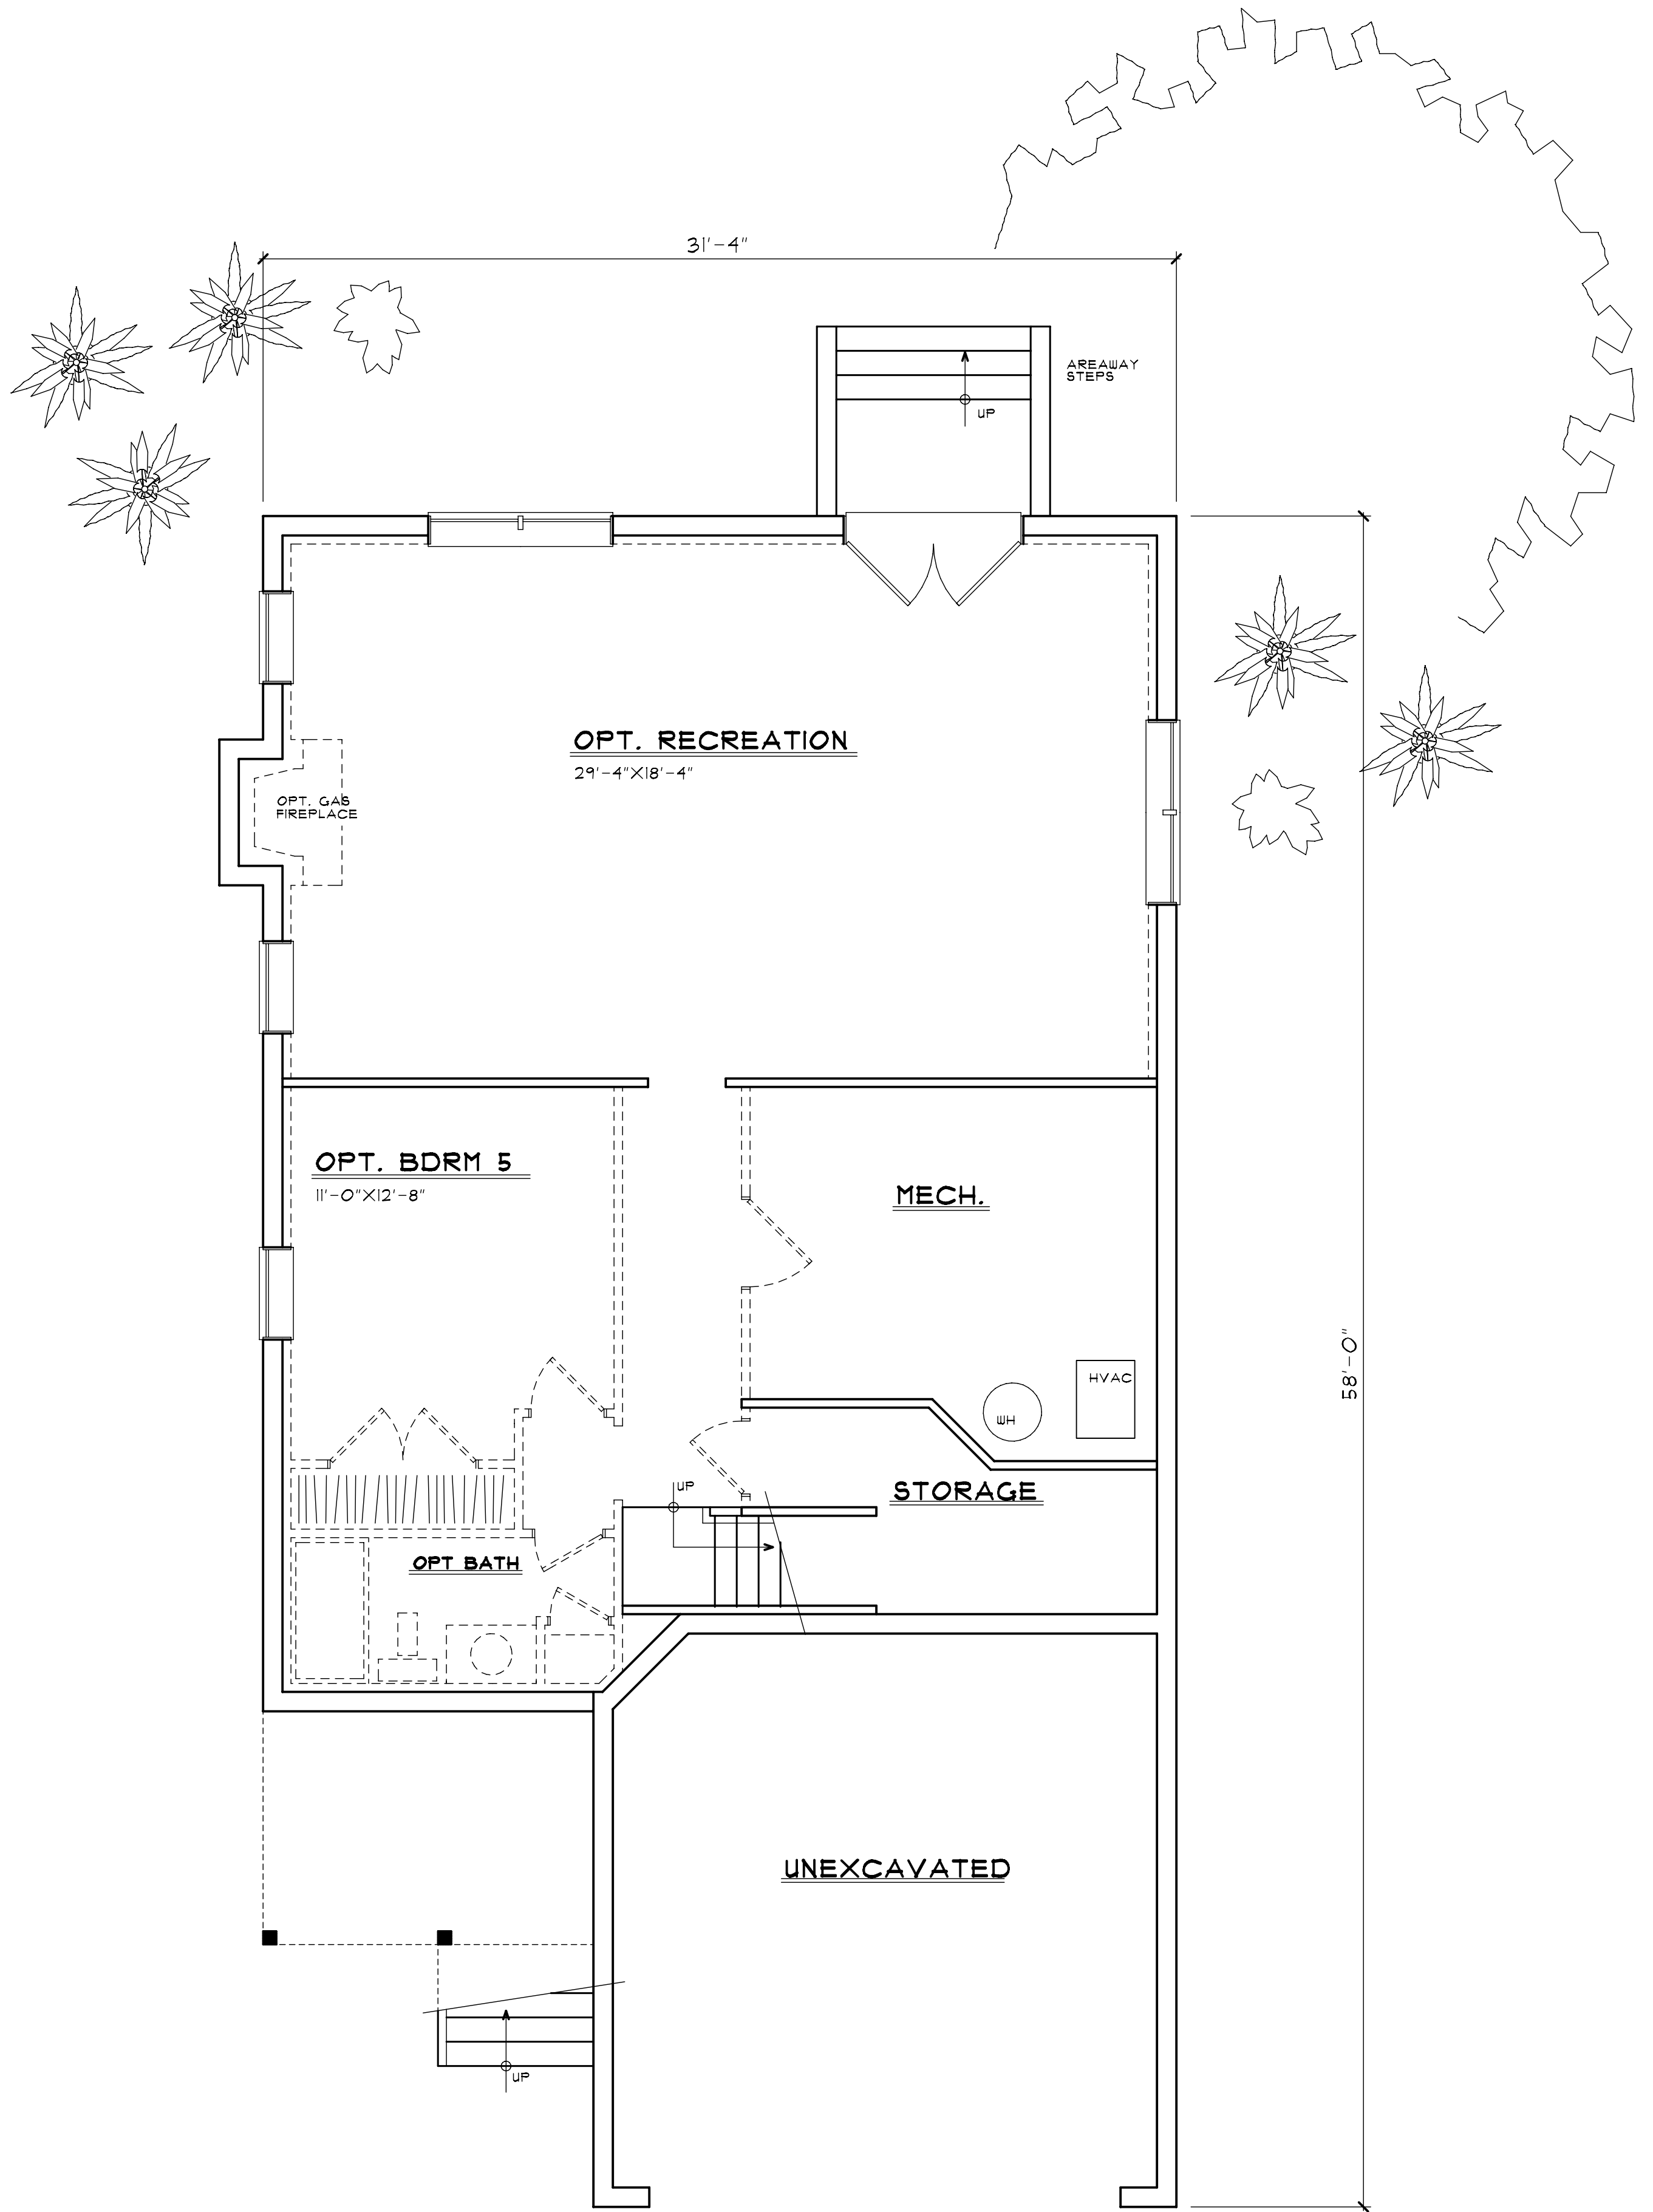 31'-4"
AREAWAY
STEPS
UP
OPT. RECREATION
29'-4"X18'-4"
OPT. GAS
FIREPLACE
OPT. BDRM 5
11'-0"X12'-8"
MECH.
58'-0"
HVAC
WH
UP
STORAGE
OPT BATH
UNEXCAVATED
UP